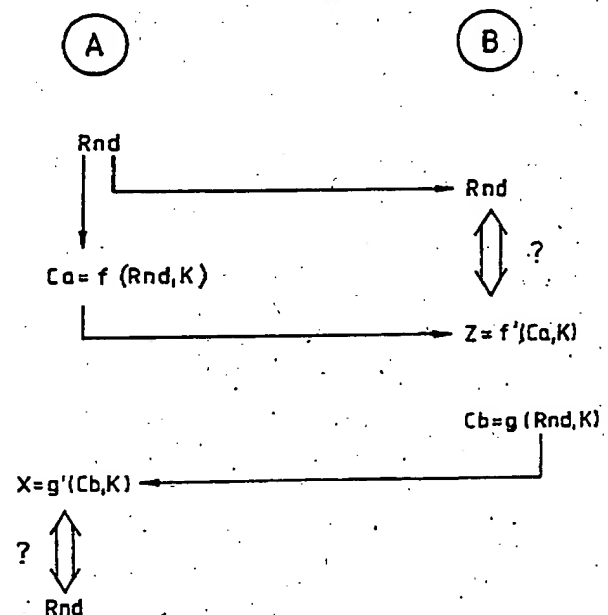 A
B
Rnd
Rnd
?
Ca= f (Rnd,K)
Z= f'(Ca,K)
Cb=g(Rnd,K)
X=g'(Cb,K)
?
Rnd